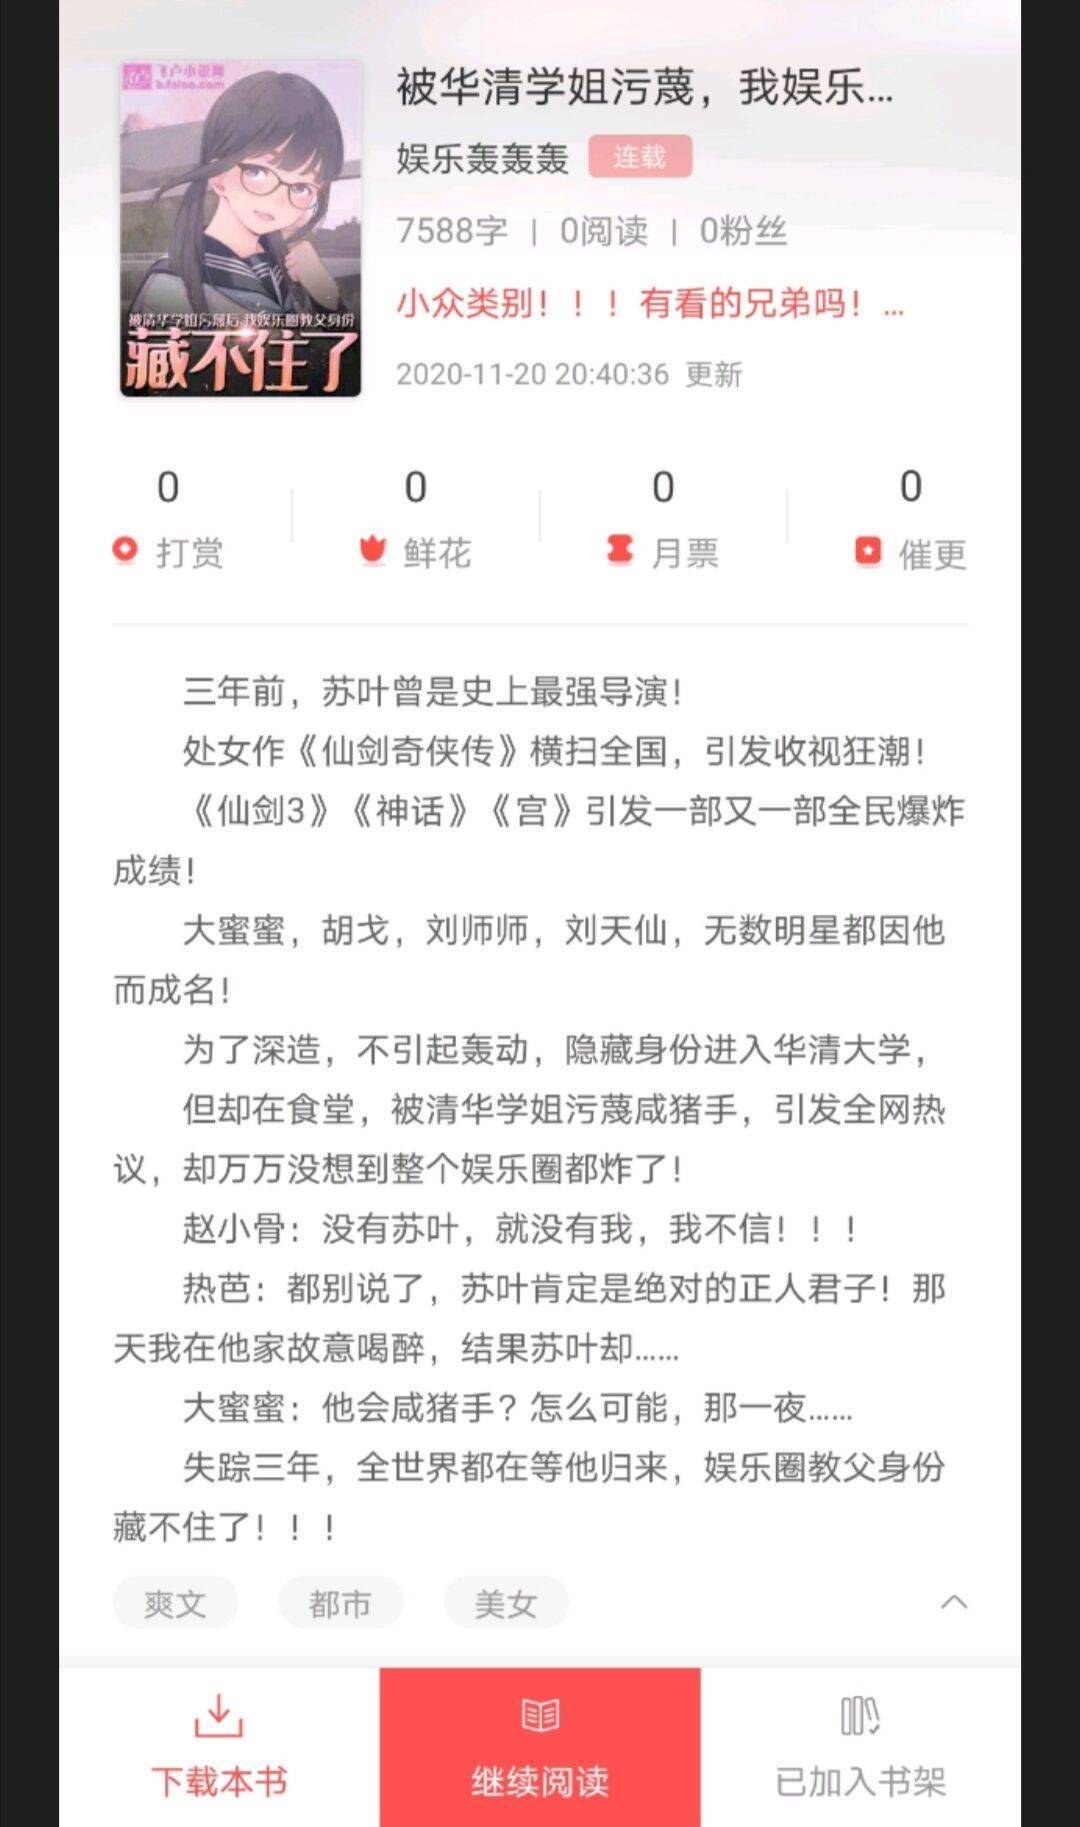 飞卢小说网
b.faloo.com
被清华学姐污蔑后,我娱乐圈教父身份
藏不住了
被华清学姐污蔑，我娱乐...
娱乐轰轰轰 连载
7588字 | 0阅读 | 0粉丝
小众类别！！！有看的兄弟吗！...
2020-11-20 20:40:36 更新
0 0 0 0
打赏 鲜花 月票 催更
三年前，苏叶曾是史上最强导演！
处女作《仙剑奇侠传》横扫全国，引发收视狂潮！
《仙剑3》《神话》《宫》引发一部又一部全民爆炸
成绩！
大蜜蜜，胡戈，刘师师，刘天仙，无数明星都因他
而成名！
为了深造，不引起轰动，隐藏身份进入华清大学，
但却在食堂，被清华学姐污蔑咸猪手，引发全网热
议，却万万没想到整个娱乐圈都炸了！
赵小骨：没有苏叶，就没有我，我不信！！！
热芭：都别说了，苏叶肯定是绝对的正人君子！那
天我在他家故意喝醉，结果苏叶却......
大蜜蜜：他会咸猪手？怎么可能，那一夜......
失踪三年，全世界都在等他归来，娱乐圈教父身份
藏不住了！！！
爽文 都市 美女
下载本书 继续阅读 已加入书架